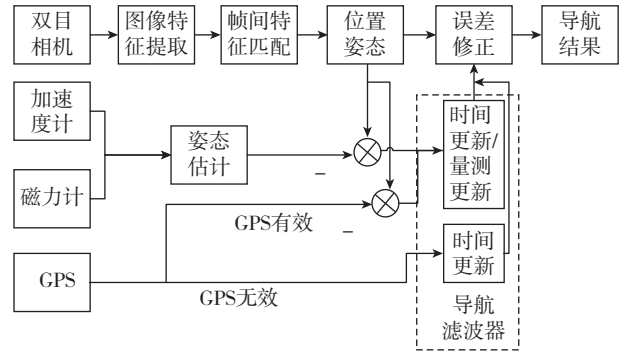 双目
相机
图像特
征提取
帧间特
征匹配
位置
姿态
误差
修正
导航
结果
加速
度计
姿态
估计
磁力计
时间
更新/
量测
更新
－
GPS有效
－
时间
更新
GPS
GPS无效
导航
滤波器